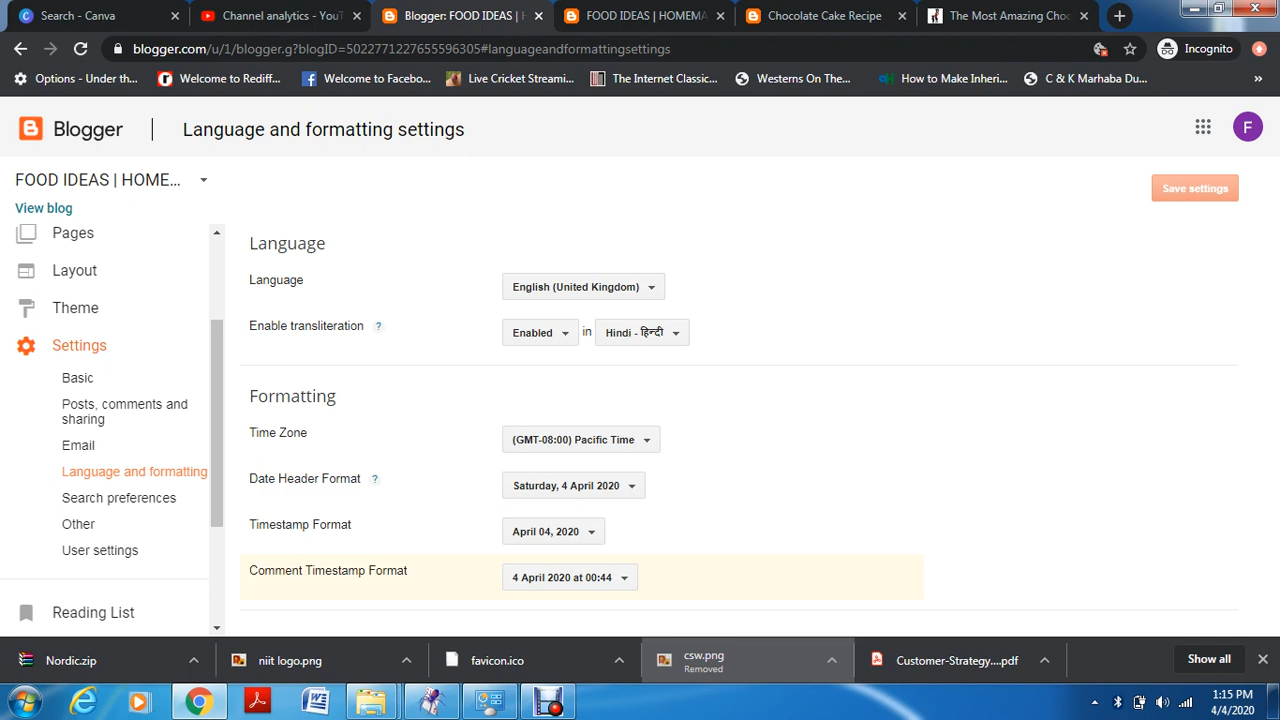 Search - Canva
Channel analytics - YouT
Blogger: FOOD IDEAS |
FOOD IDEAS | HOMEMA
Chocolate Cake Recipe
The Most Amazing Choc
blogger.com/u/1/blogger.g?blogID=5022771227655596305#languageandformattingsettings
Incognito
Options - Under th...
Welcome to Rediff...
Welcome to Facebo...
Live Cricket Streami...
The Internet Classic...
Westerns On The...
How to Make Inheri...
C & K Marhaba Du...
Blogger
Language and formatting settings
F
FOOD IDEAS | HOME...
Save settings
View blog
Pages
Layout
Theme
Settings
Basic
Posts, comments and
sharing
Email
Language and formatting
Search preferences
Other
User settings
Reading List
Language
Language
English (United Kingdom)
Enable transliteration ?
Enabled
in
Hindi - हिन्दी
Formatting
Time Zone
(GMT-08:00) Pacific Time
Date Header Format ?
Saturday, 4 April 2020
Timestamp Format
April 04, 2020
Comment Timestamp Format
4 April 2020 at 00:44
Nordic.zip
niit logo.png
favicon.ico
csw.png
Removed
Customer-Strategy....pdf
Show all
1:15 PM
4/4/2020